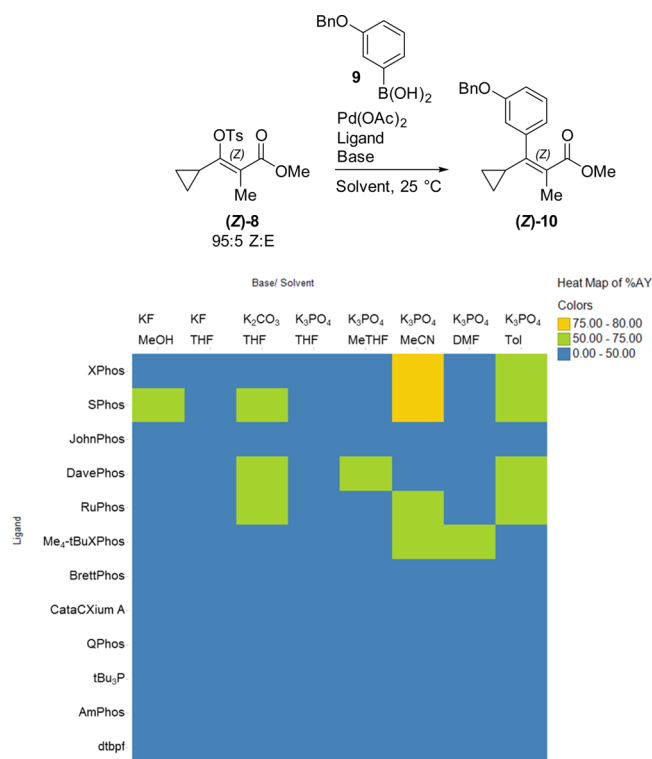 BnO
9
B(OH)2
Pd(OAc)2
Ligand
Base
Solvent, 25 °C
OTs
O
(Z)
OMe
Me
(Z)-8
95:5 Z:E
BnO
O
(Z)
OMe
Me
(Z)-10
Base/ Solvent
KF KF K2CO3 K3PO4 K3PO4 K3PO4 K3PO4 K3PO4
MeOH THF THF THF MeTHF MeCN DMF Tol
Heat Map of %AY
Colors
75.00 - 80.00
50.00 - 75.00
0.00 - 50.00
Ligand
XPhos
SPhos
JohnPhos
DavePhos
RuPhos
Me4-tBuXPhos
BrettPhos
CataCXium A
QPhos
tBu3P
AmPhos
dtbpf